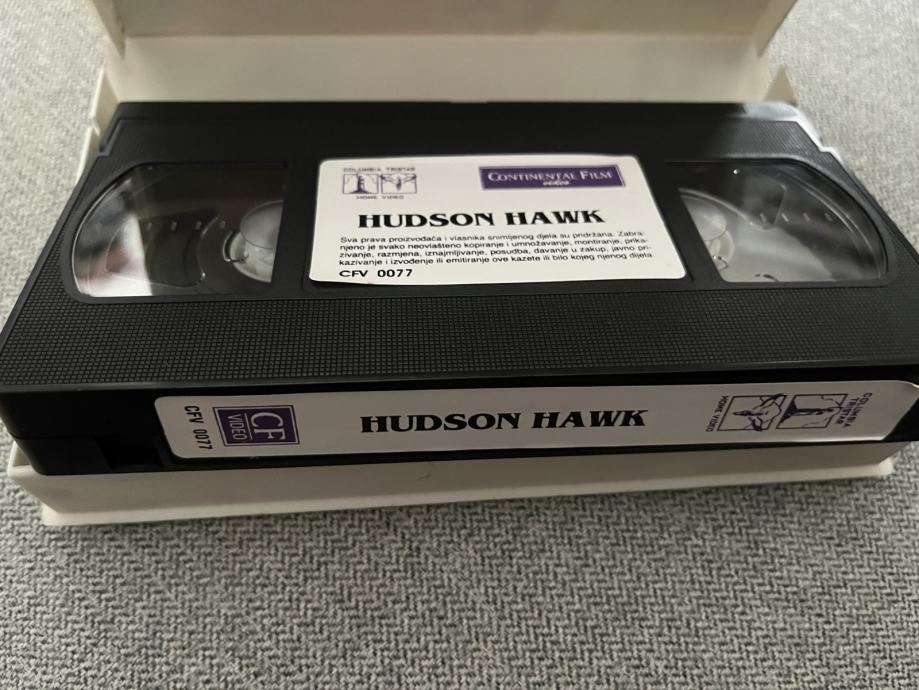 COLUMBIA TRISTAR
HOME VIDEO
CONTINENTAL FILM
video
HUDSON HAWK
Sva prava proizvođača i vlasnika snimljenog djela su pridržana. Zabra-
njeno je svako neovlašteno kopiranje i umnožavanje, montiranje, prika-
zivanje, razmjena, iznajmljivanje, posudba, davanje u zakup, javno pri-
kazivanje i izvođenje ili emitiranje ove kazete ili bilo kojeg njenog dijela.
CFV 0077
CFV 0077
CF
VIDEO
HUDSON HAWK
COLUMBIA
TRISTAR
HOME VIDEO